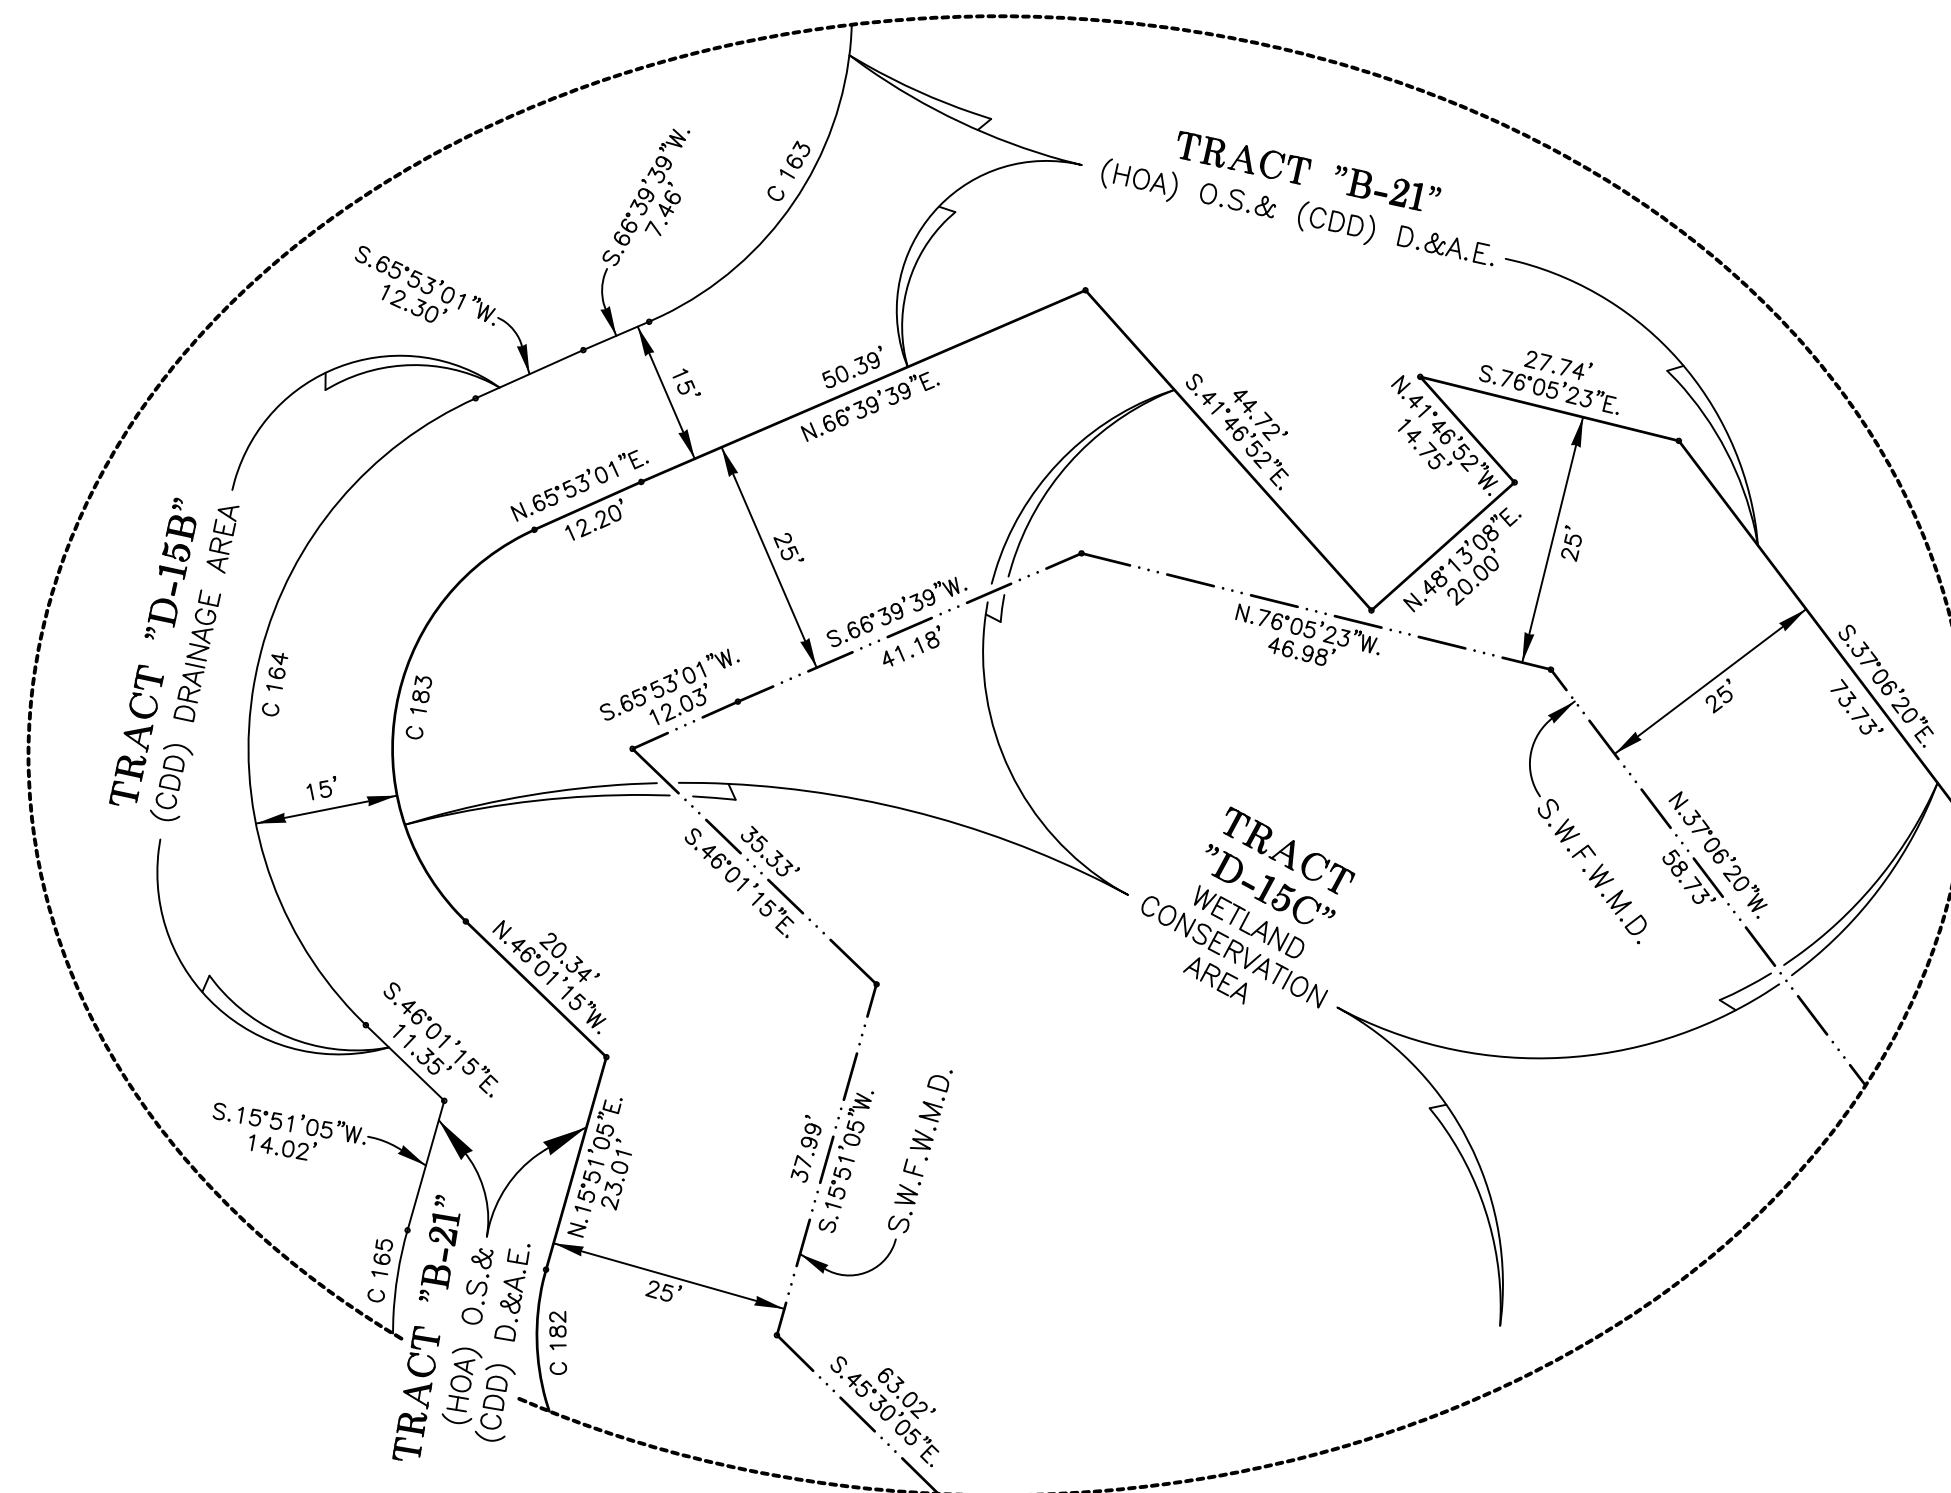 TRACT "B-21"
(HOA) O.S.& (CDD) D.&A.E.
C 163
S.66°39'39"W.
7.46'
S.65°53'01"W.
12.30'
15'
50.39'
N.66°39'39"E.
N.65°53'01"E.
12.20'
25'
44.72'
S.41°46'52"E.
27.74'
S.76°05'23"E.
N.41°46'52"W.
14.75'
N.48°13'08"E.
20.00'
25'
S.66°39'39"W.
41.18'
N.76°05'23"W.
46.98'
S.65°53'01"W.
12.03'
S.37°06'20"E.
73.73'
25'
TRACT "D-15B"
(CDD) DRAINAGE AREA
C 164
C 183
15'
35.33'
S.46°01'15"E.
N.37°06'20"W.
58.73'
S.W.F.W.M.D.
TRACT
"D-15C"
WETLAND
CONSERVATION
AREA
20.34'
N.46°01'15"W.
S.46°01'15"E.
11.35'
S.15°51'05"W.
14.02'
N.15°51'05"E.
23.01'
37.99'
S.15°51'05"W.
S.W.F.W.M.D.
C 165
TRACT "B-21"
(HOA) O.S.&
(CDD) D.&A.E.
25'
C 182
63.02'
S.45°30'05"E.